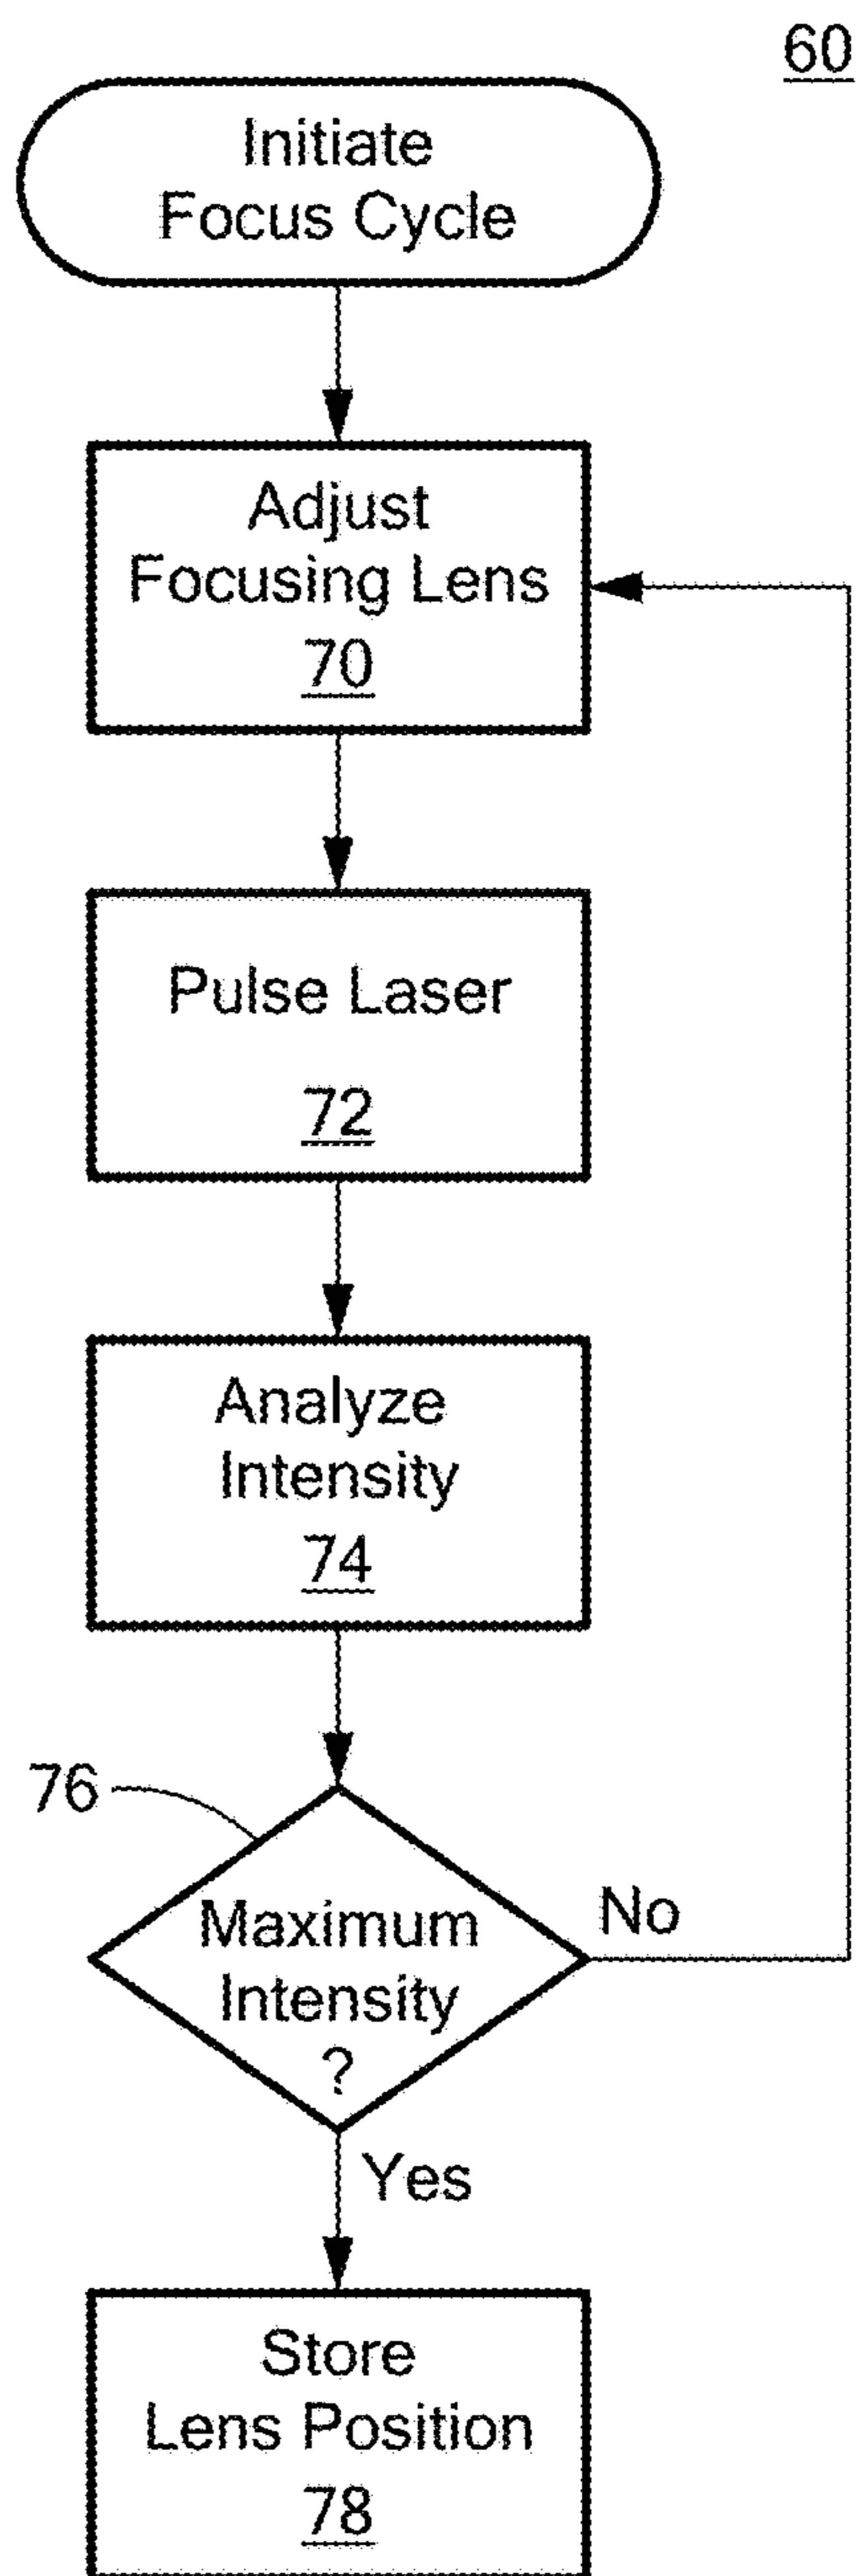 60
Initiate
Focus Cycle
Adjust
Focusing Lens
70
Pulse Laser
72
Analyze
Intensity
74
76
Maximum
Intensity
?
No
Yes
Store
Lens Position
78